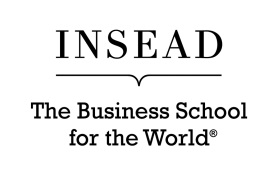 INSEAD
The Business School
for the World®